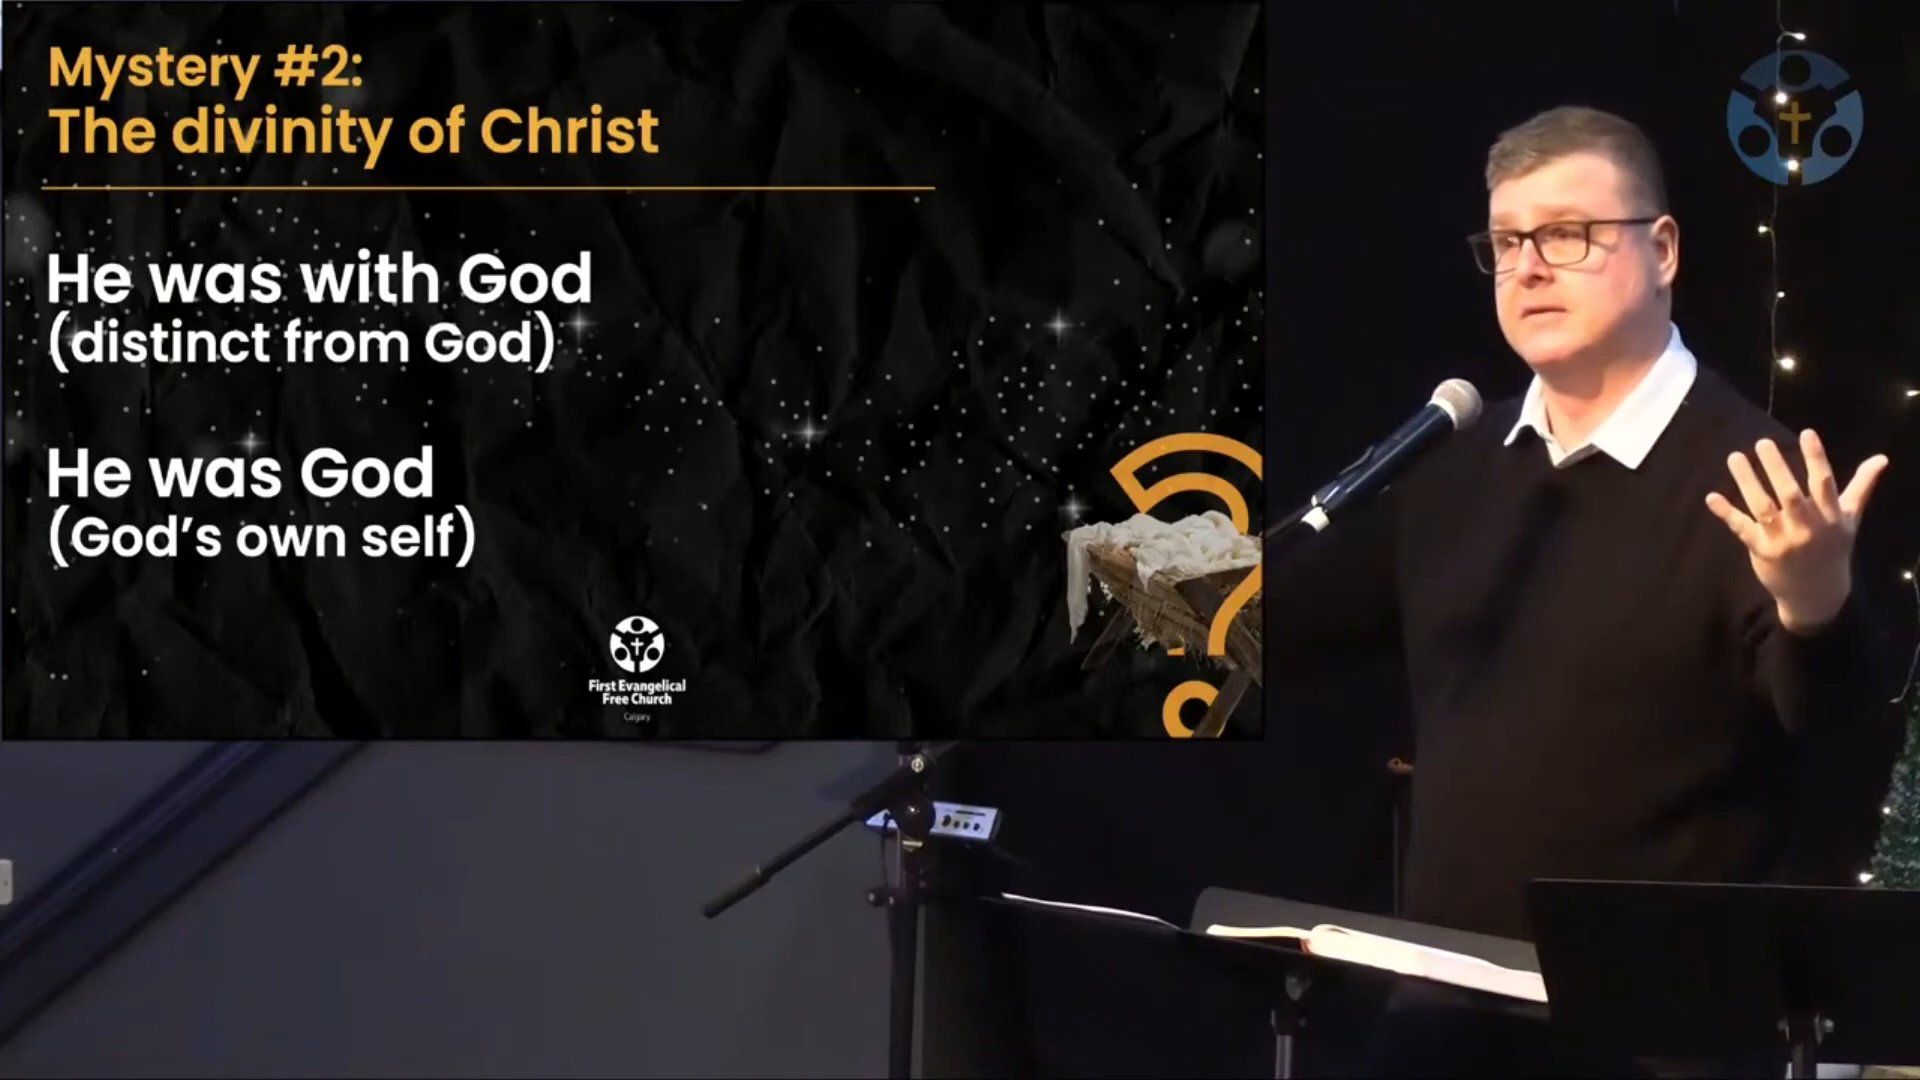 Mystery #2:
The divinity of Christ
He was with God
(distinct from God)
He was God
(God's own self)
First Evangelical
Free Church
Calgary